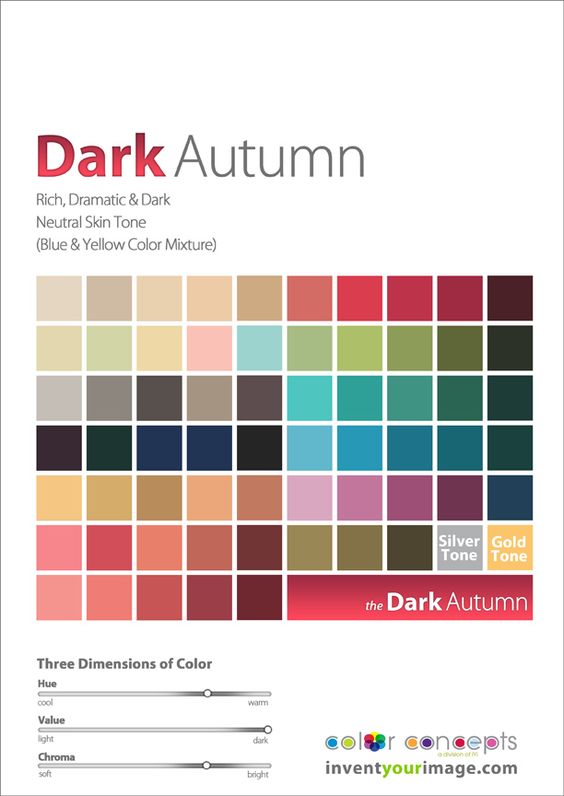 Dark Autumn
Rich, Dramatic & Dark
Neutral Skin Tone
(Blue & Yellow Color Mixture)
Silver
Tone
Gold
Tone
the Dark Autumn
Three Dimensions of Color
Hue
cool warm
Value
light dark
Chroma
soft bright
color concepts
a division of IYI
inventyourimage.com